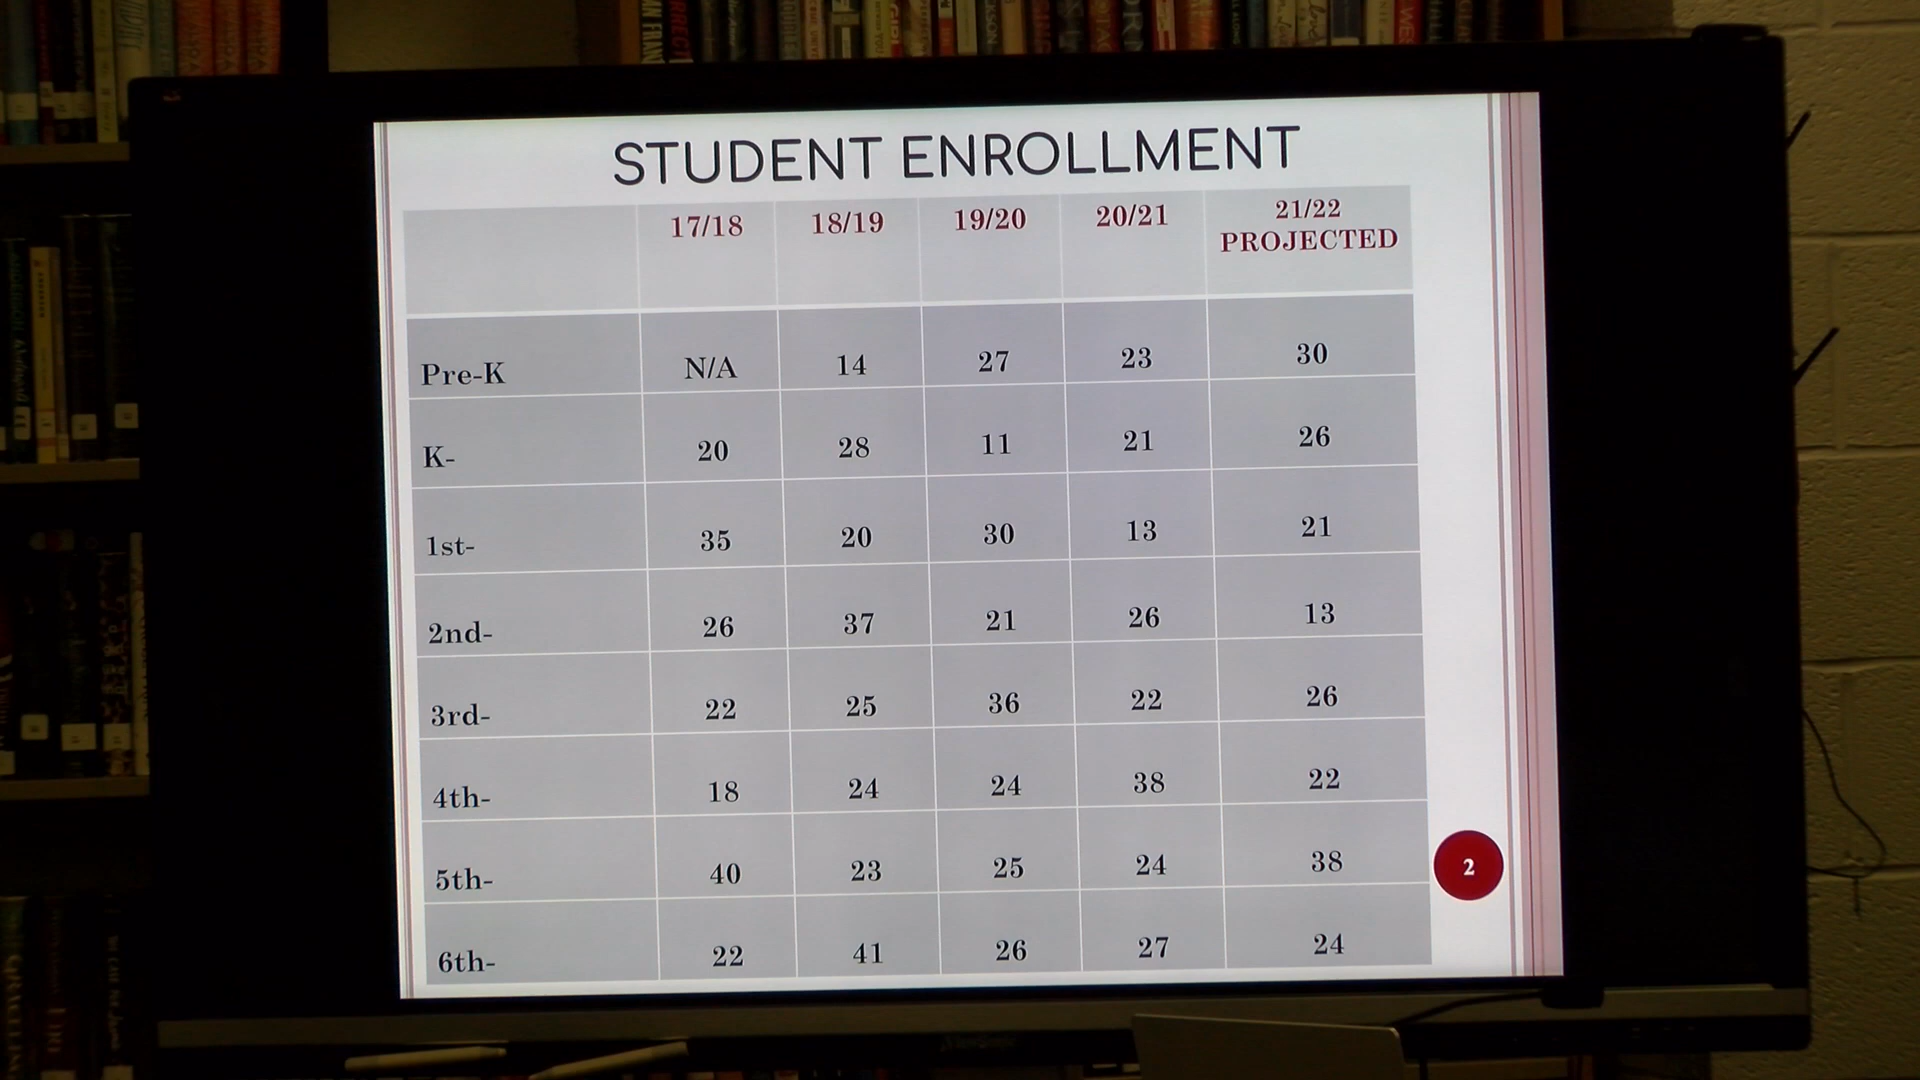 STUDENT ENROLLMENT
17/18 18/19 19/20 20/21 21/22
PROJECTED
Pre-K N/A 14 27 23 30
K- 20 28 11 21 26
1st- 35 20 30 13 21
2nd- 26 37 21 26 13
3rd- 22 25 36 22 26
4th- 18 24 24 38 22
5th- 40 23 25 24 38
6th- 22 41 26 27 24
2